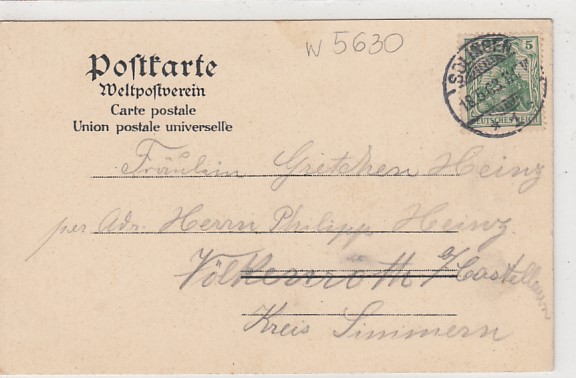 W 5630
SOLINGEN
5
DEUTSCHES REICH
Postkarte
Weltpostverein
Carte postale
Union postale universelle
Fräulein Gretchen Heinz
per Adr. Herrn Philipp Heinz
Völkenroth b/Castellaun
Kreis Simmern